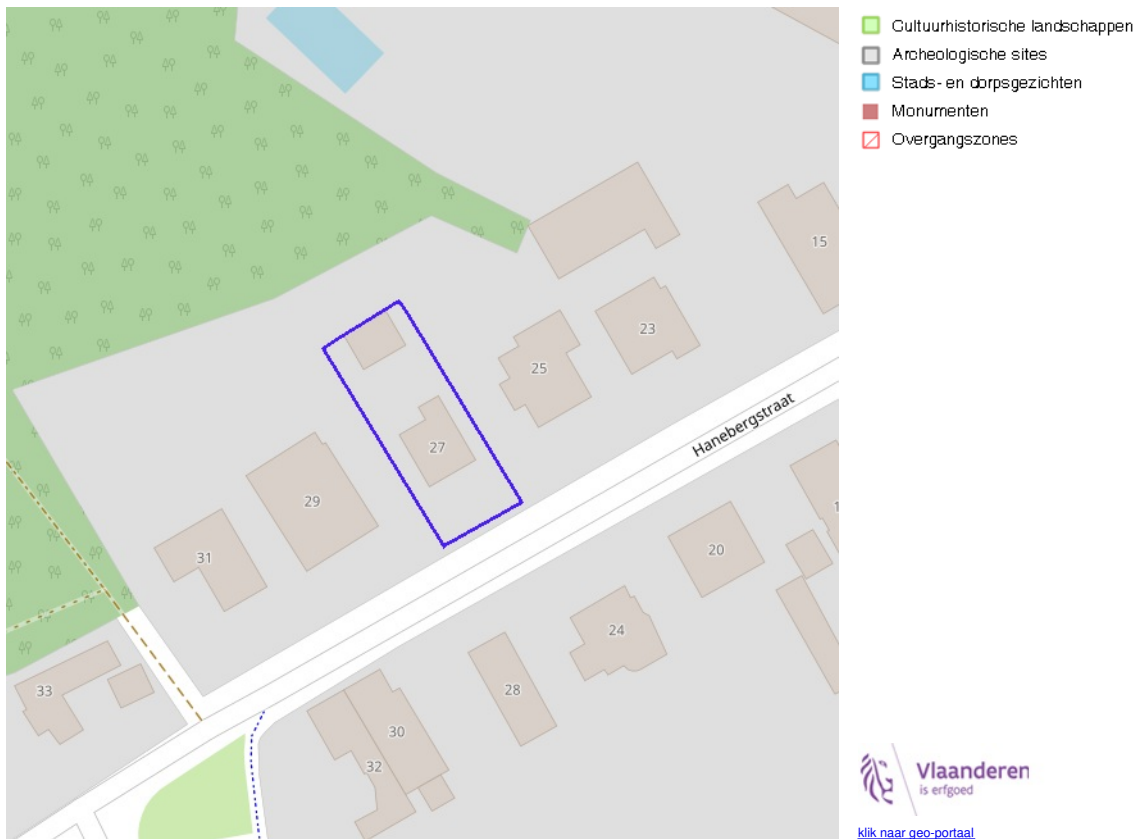 Cultuurhistorische landschappen
Archeologische sites
Stads- en dorpsgezichten
Monumenten
Overgangszones
15
23
25
Hanebergstraat
27
29
31
20
24
33
28
30
32
Vlaanderen
is erfgoed
klik naar geo-portaal